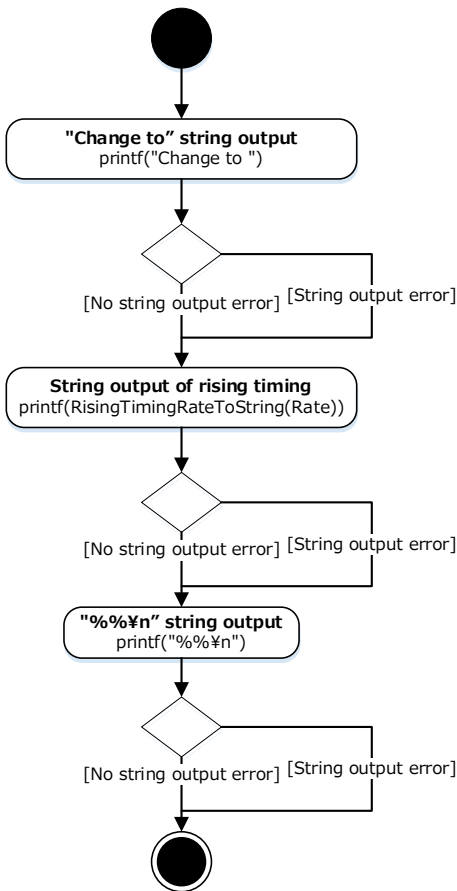 "Change to” string output
printf("Change to ")
[No string output error]
[String output error]
String output of rising timing
printf(RisingTimingRateToString(Rate))
[No string output error]
[String output error]
"%%¥n” string output
printf("%%¥n")
[No string output error]
[String output error]